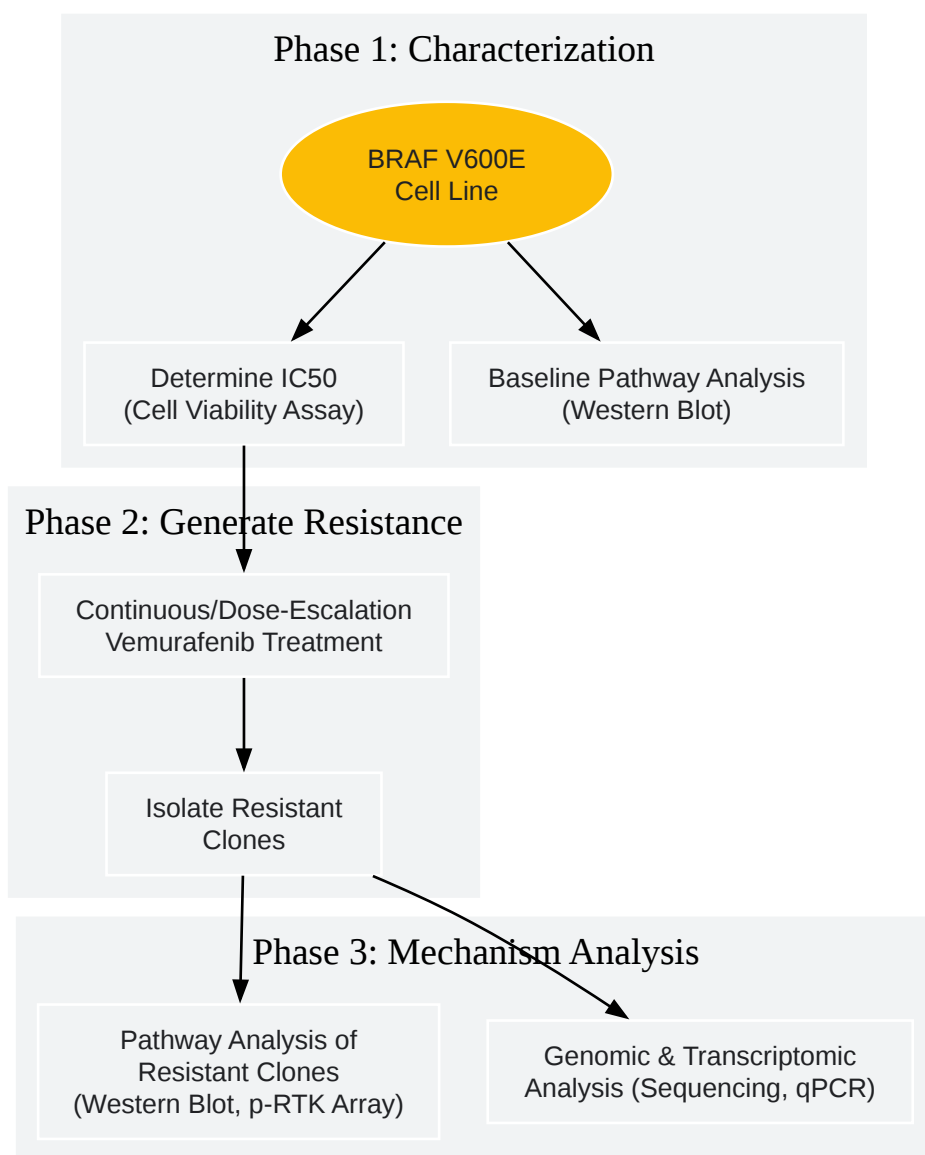 Phase 1: Characterization
BRAF V600E
Cell Line
Determine IC50
(Cell Viability Assay)
Baseline Pathway Analysis
(Western Blot)
Phase 2: Generate Resistance
Continuous/Dose-Escalation
Vemurafenib Treatment
Isolate Resistant
Clones
Phase 3: Mechanism Analysis
Pathway Analysis of
Resistant Clones
(Western Blot, p-RTK Array)
Genomic & Transcriptomic
Analysis (Sequencing, qPCR)